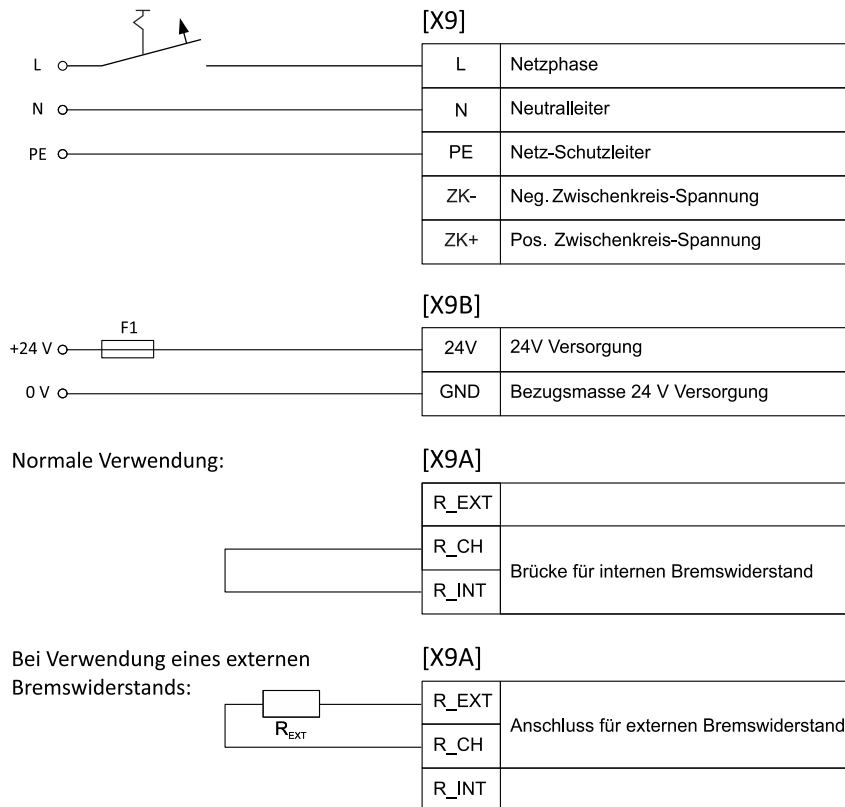 [X9]
L L Netzphase
N N Neutralleiter
PE PE Netz-Schutzleiter
ZK- Neg. Zwischenkreis-Spannung
ZK+ Pos. Zwischenkreis-Spannung
[X9B]
F1
+24 V 24V 24V Versorgung
0 V GND Bezugsmasse 24 V Versorgung
Normale Verwendung: [X9A]
R_EXT
R_CH
Brücke für internen Bremswiderstand
R_INT
Bei Verwendung eines externen [X9A]
Bremswiderstands:
R_EXT
REXT
Anschluss für externen Bremswiderstand
R_CH
R_INT